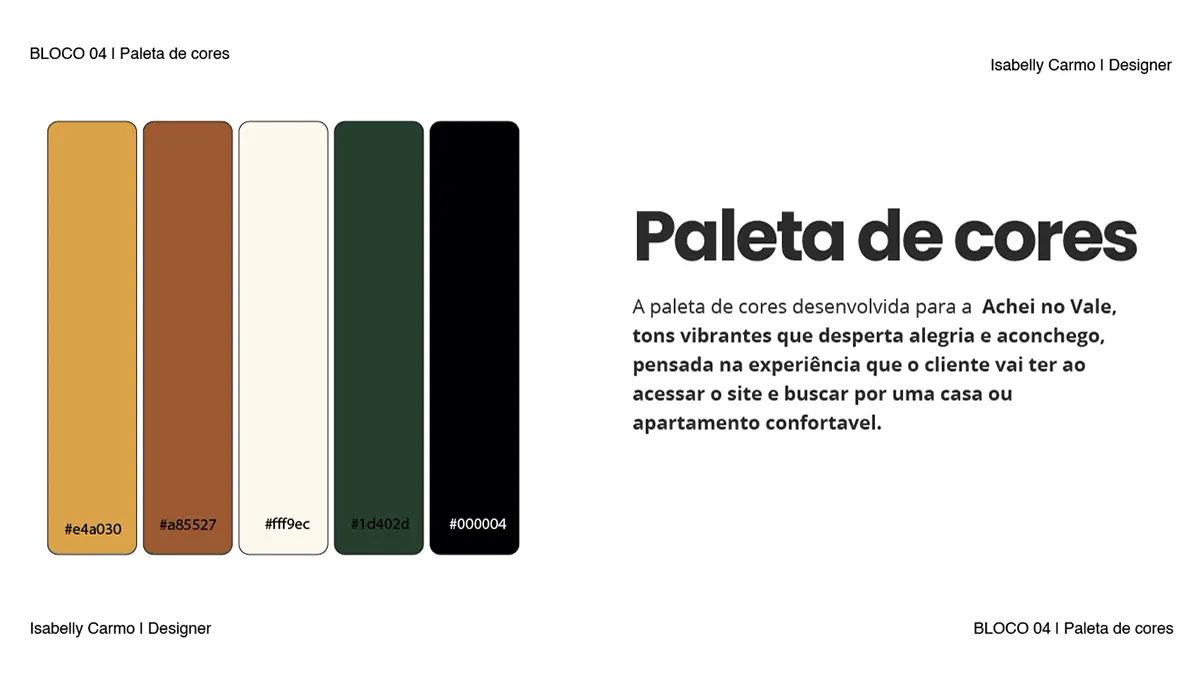 BLOCO 04 | Paleta de cores
Isabelly Carmo | Designer
Paleta de cores
A paleta de cores desenvolvida para a Achei no Vale,
tons vibrantes que desperta alegria e aconchego,
pensada na experiência que o cliente vai ter ao
acessar o site e buscar por uma casa ou
apartamento confortavel.
#e4a030
#a85527
#fff9ec
#1d402d
#000004
Isabelly Carmo | Designer
BLOCO 04 | Paleta de cores